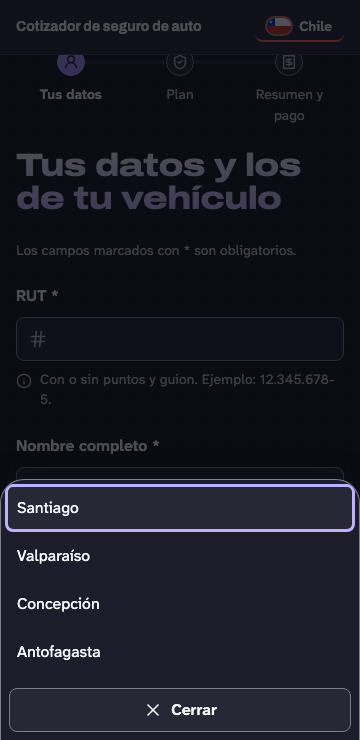 Cotizador de seguro de auto
Chile
Tus datos
Plan
Resumen y
pago
Tus datos y los
de tu vehículo
Los campos marcados con * son obligatorios.
RUT *
#
Con o sin puntos y guion. Ejemplo: 12.345.678-
5.
Nombre completo *
Santiago
Valparaíso
Concepción
Antofagasta
Cerrar